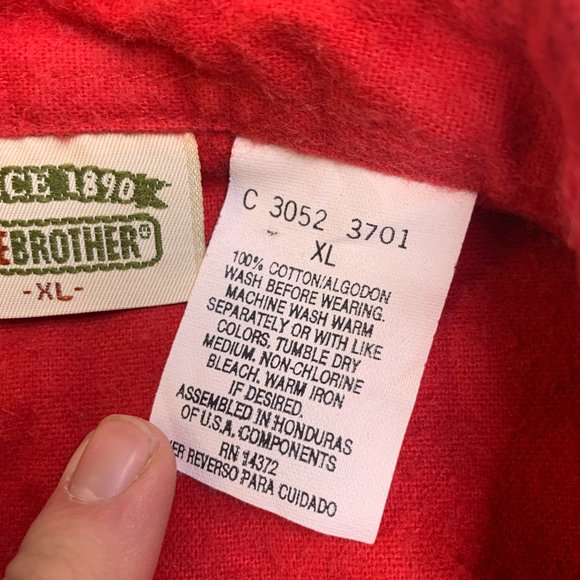 CE 1890
EBROTHER®
-XL-
C 3052 3701
XL
100% COTTON/ALGODON
WASH BEFORE WEARING.
MACHINE WASH WARM
SEPARATELY OR WITH LIKE
COLORS. TUMBLE DRY
MEDIUM. NON-CHLORINE
BLEACH. WARM IRON
IF DESIRED.
ASSEMBLED IN HONDURAS
OF U.S.A. COMPONENTS
RN 14372
VER REVERSO PARA CUIDADO